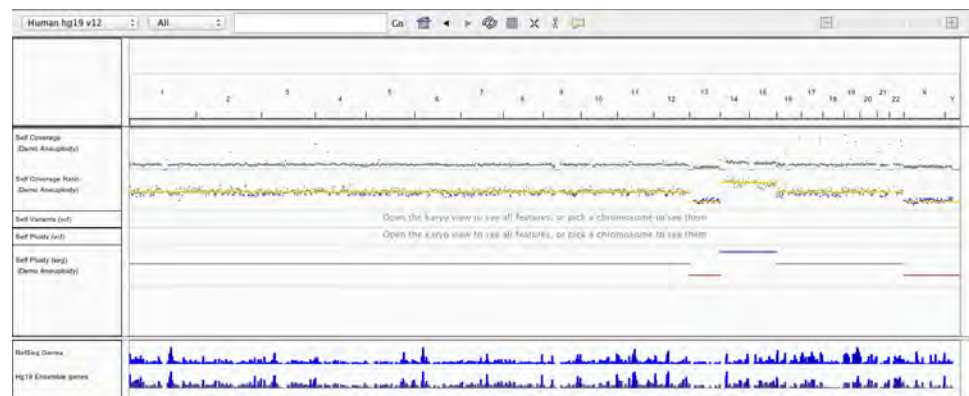 Human hg19 v12 All Go
1 2 3 4 5 6 7 8 9 10 11 12 13 14 15 16 17 18 19 20 21 22 X Y
Self Coverage
(Demo Aneuploidy)
Self Coverage Ratio
(Demo Aneuploidy)
Self Variants (vcf)
Open the karyo view to see all features, or pick a chromosome to see them
Self Ploidy (vcf)
Open the karyo view to see all features, or pick a chromosome to see them
Self Ploidy (seg)
(Demo Aneuploidy)
RefSeq Genes
Hg19 Ensemble genes